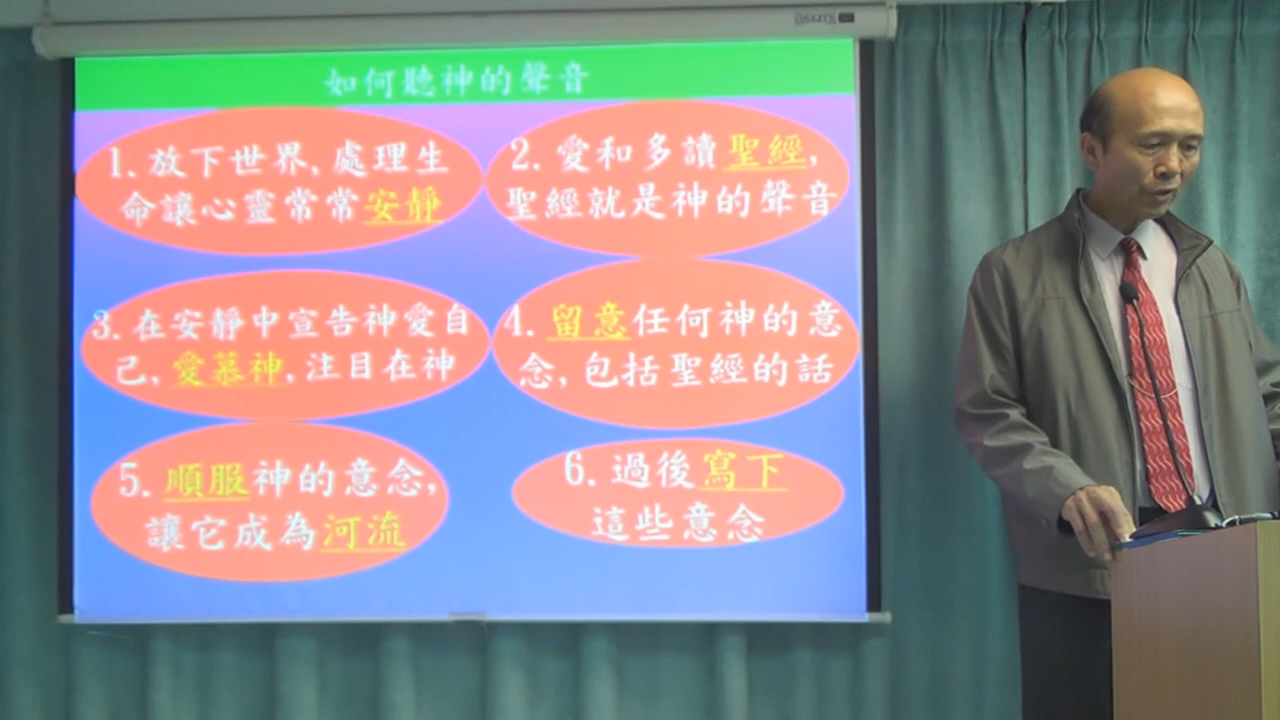 如何聽神的聲音
1. 放下世界,處理生
命讓心靈常常安靜
2. 愛和多讀聖經,
聖經就是神的聲音
3. 在安靜中宣告神愛自
己,愛慕神,注目在神
4. 留意任何神的意
念,包括聖經的話
5. 順服神的意念,
讓它成為河流
6. 過後寫下
這些意念